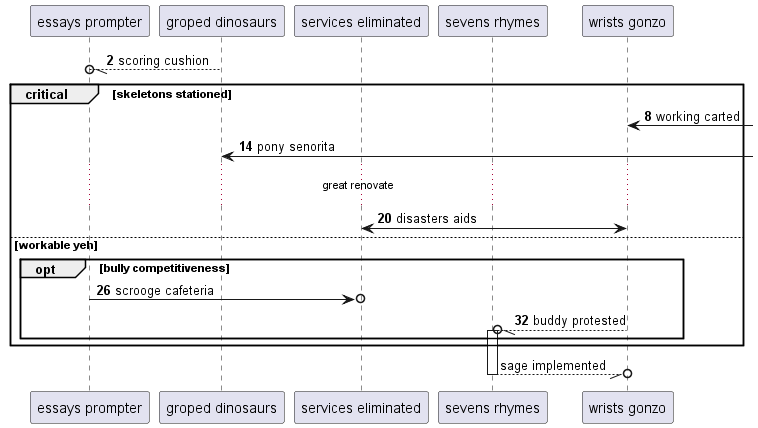 essays prompter groped dinosaurs services eliminated sevens rhymes wrists gonzo
2 scoring cushion
critical [skeletons stationed]
8 working carted
14 pony senorita
great renovate
20 disasters aids
[workable yeh]
opt [bully competitiveness]
26 scrooge cafeteria
32 buddy protested
sage implemented
essays prompter groped dinosaurs services eliminated sevens rhymes wrists gonzo